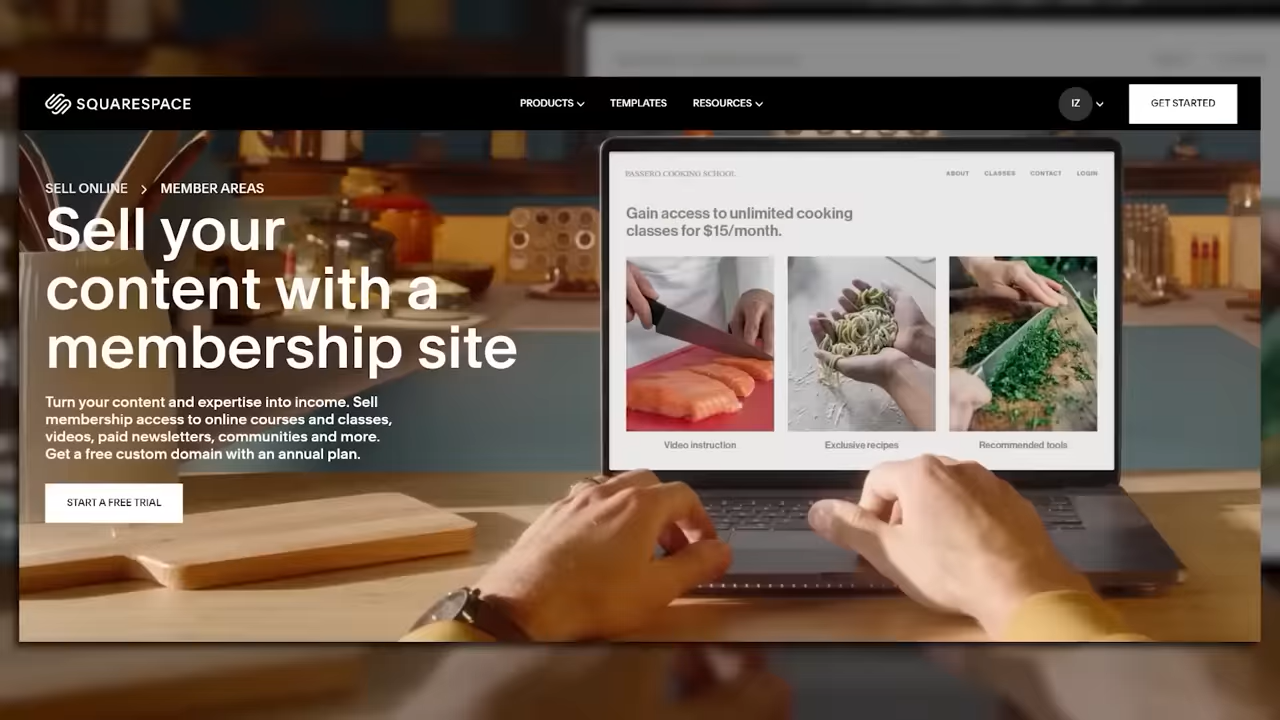 SQUARESPACE
PRODUCTS
TEMPLATES
RESOURCES
IZ
GET STARTED
SELL ONLINE > MEMBER AREAS
Sell your
content with a
membership site
Turn your content and expertise into income. Sell
membership access to online courses and classes,
videos, paid newsletters, communities and more.
Get a free custom domain with an annual plan.
START A FREE TRIAL
PASSERO COOKING SCHOOL
ABOUT
CLASSES
CONTACT
LOGIN
Gain access to unlimited cooking
classes for $15/month.
Video instruction
Exclusive recipes
Recommended tools